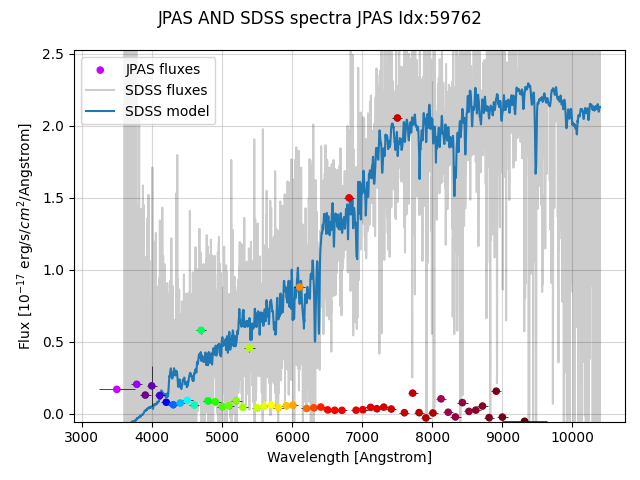 JPAS AND SDSS spectra JPAS Idx:59762
JPAS fluxes
SDSS fluxes
SDSS model
2.5
2.0
1.5
1.0
0.5
0.0
Flux [10⁻¹⁷ erg/s/cm²/Angstrom]
3000 4000 5000 6000 7000 8000 9000 10000
Wavelength [Angstrom]